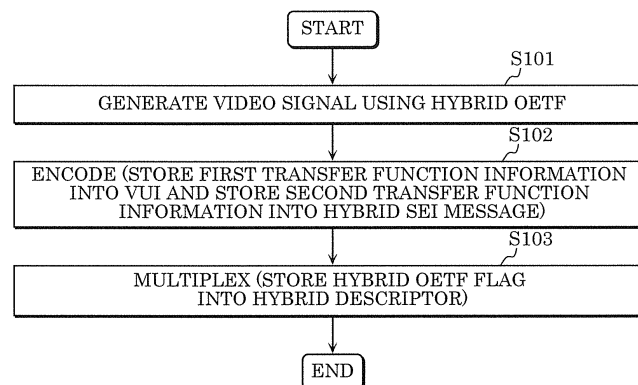 START
S101
GENERATE VIDEO SIGNAL USING HYBRID OETF
S102
ENCODE (STORE FIRST TRANSFER FUNCTION INFORMATION
INTO VUI AND STORE SECOND TRANSFER FUNCTION
INFORMATION INTO HYBRID SEI MESSAGE)
S103
MULTIPLEX (STORE HYBRID OETF FLAG
INTO HYBRID DESCRIPTOR)
END